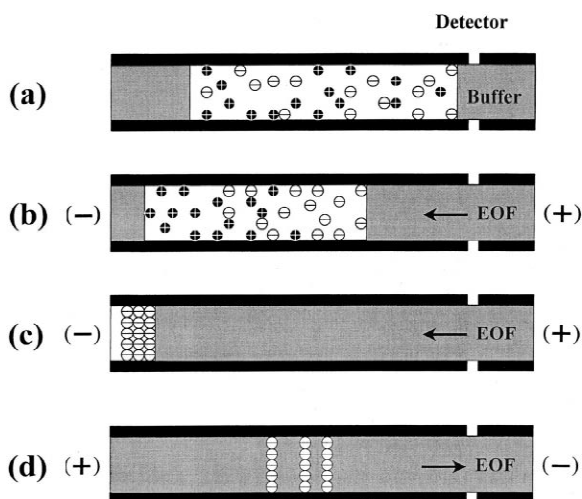 Detector
(a) Buffer
(b) (−) EOF (+)
(c) (−) EOF (+)
(d) (+) EOF (−)